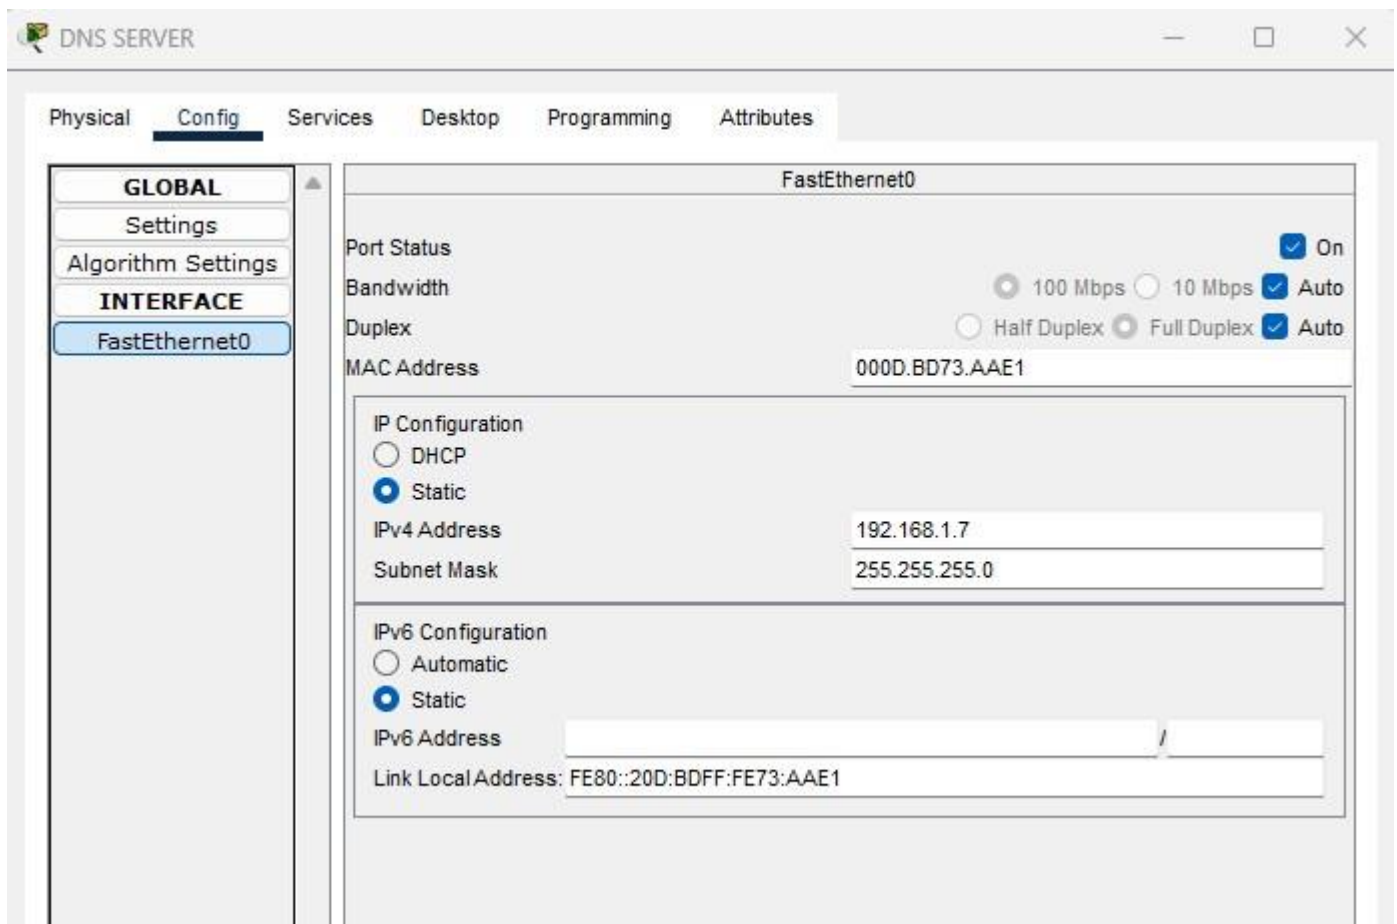 DNS SERVER
Physical Config Services Desktop Programming Attributes
GLOBAL
Settings
Algorithm Settings
INTERFACE
FastEthernet0
FastEthernet0
Port Status On
Bandwidth 100 Mbps 10 Mbps Auto
Duplex Half Duplex Full Duplex Auto
MAC Address 000D.BD73.AAE1
IP Configuration
DHCP
Static
IPv4 Address 192.168.1.7
Subnet Mask 255.255.255.0
IPv6 Configuration
Automatic
Static
IPv6 Address /
Link Local Address: FE80::20D:BDFF:FE73:AAE1